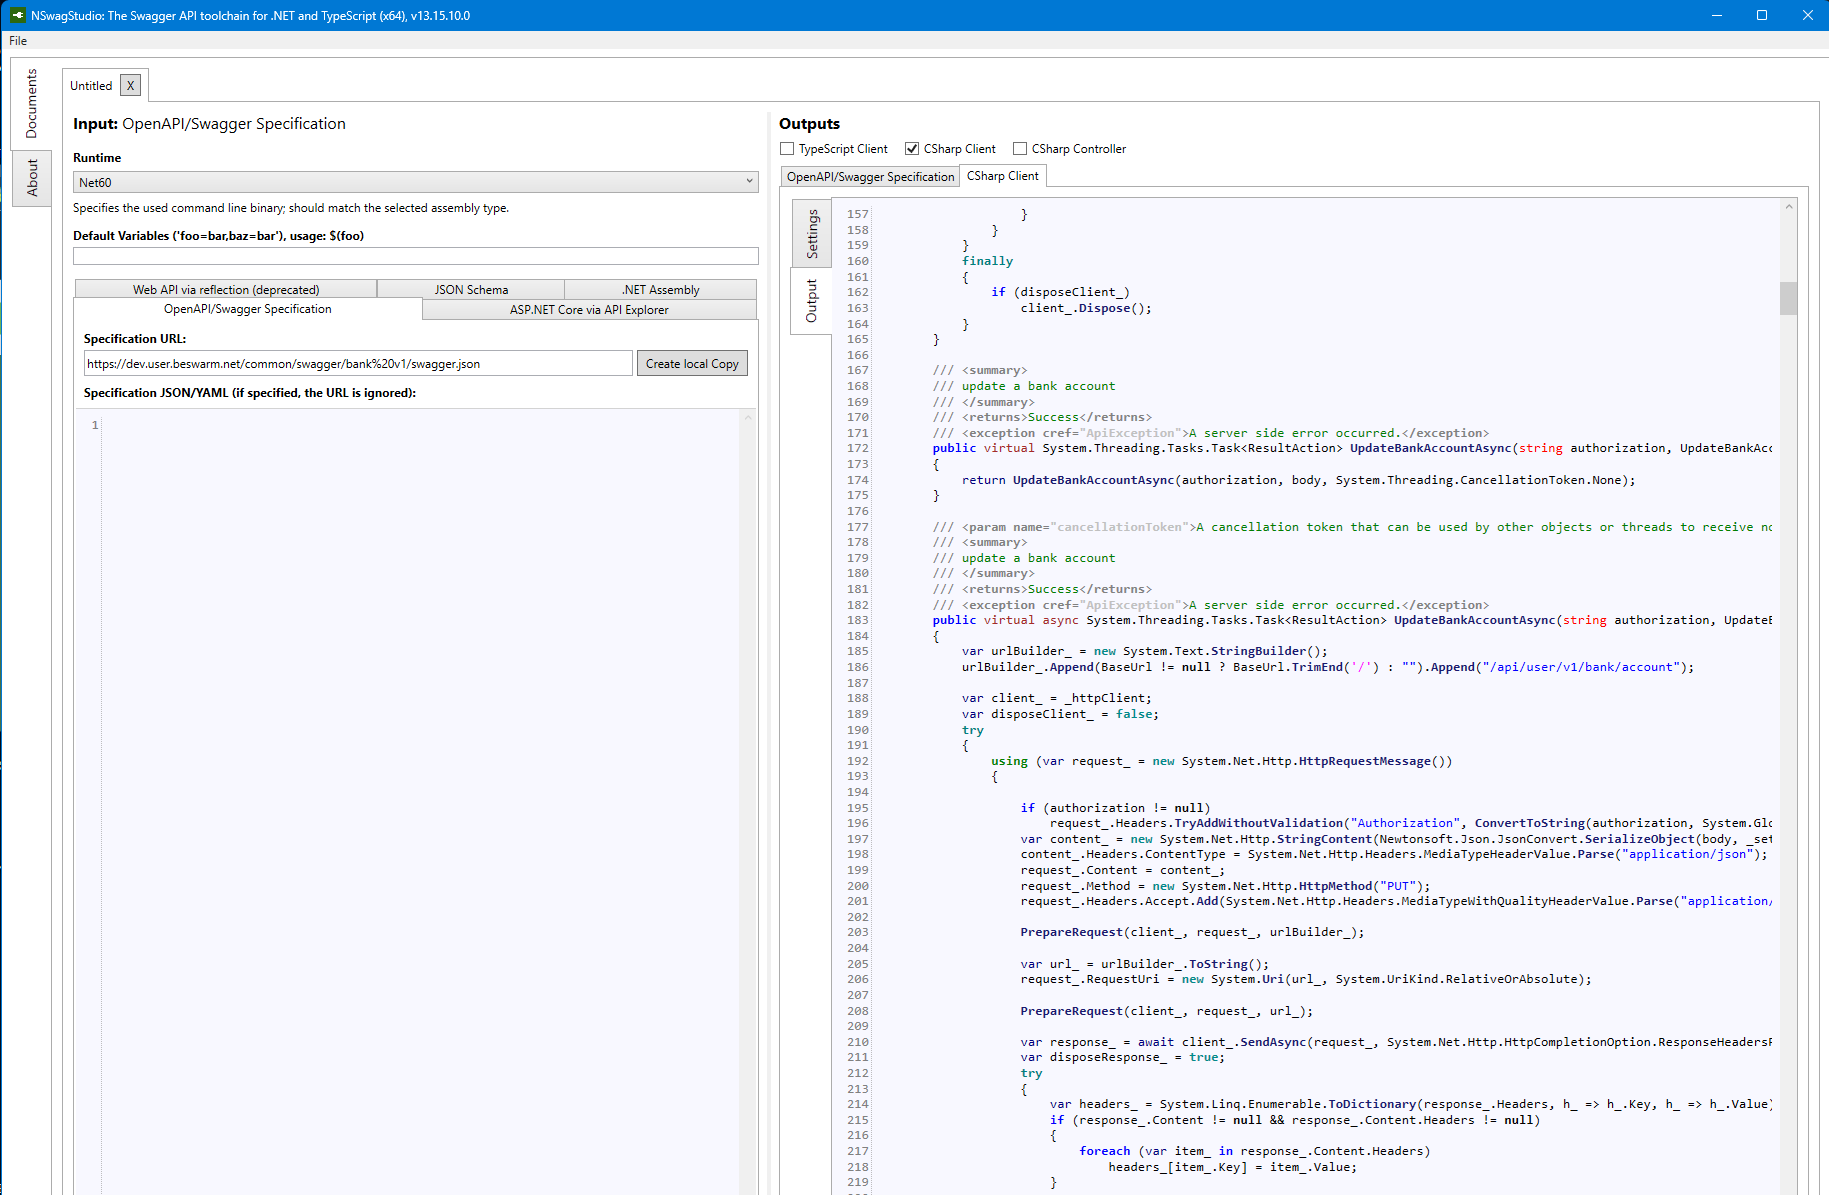 NSwagStudio: The Swagger API toolchain for .NET and TypeScript (x64), v13.15.10.0
File
Documents
About
Untitled X
Input: OpenAPI/Swagger Specification
Runtime
Net60
Specifies the used command line binary; should match the selected assembly type.
Default Variables ('foo=bar,baz=bar'), usage: $(foo)
Web API via reflection (deprecated) JSON Schema .NET Assembly
OpenAPI/Swagger Specification ASP.NET Core via API Explorer
Specification URL:
https://dev.user.beswarm.net/common/swagger/bank%20v1/swagger.json Create local Copy
Specification JSON/YAML (if specified, the URL is ignored):
1
Outputs
TypeScript Client CSharp Client CSharp Controller
OpenAPI/Swagger Specification CSharp Client
Settings
Output
157 }
158 }
159 }
160 finally
161 {
162 if (disposeClient_)
163 client_.Dispose();
164 }
165 }
166
167 /// <summary>
168 /// update a bank account
169 /// </summary>
170 /// <returns>Success</returns>
171 /// <exception cref="ApiException">A server side error occurred.</exception>
172 public virtual System.Threading.Tasks.Task<ResultAction> UpdateBankAccountAsync(string authorization, UpdateBankAcc
173 {
174 return UpdateBankAccountAsync(authorization, body, System.Threading.CancellationToken.None);
175 }
176
177 /// <param name="cancellationToken">A cancellation token that can be used by other objects or threads to receive no
178 /// <summary>
179 /// update a bank account
180 /// </summary>
181 /// <returns>Success</returns>
182 /// <exception cref="ApiException">A server side error occurred.</exception>
183 public virtual async System.Threading.Tasks.Task<ResultAction> UpdateBankAccountAsync(string authorization, UpdateB
184 {
185 var urlBuilder_ = new System.Text.StringBuilder();
186 urlBuilder_.Append(BaseUrl != null ? BaseUrl.TrimEnd('/') : "").Append("/api/user/v1/bank/account");
187
188 var client_ = _httpClient;
189 var disposeClient_ = false;
190 try
191 {
192 using (var request_ = new System.Net.Http.HttpRequestMessage())
193 {
194
195 if (authorization != null)
196 request_.Headers.TryAddWithoutValidation("Authorization", ConvertToString(authorization, System.Glo
197 var content_ = new System.Net.Http.StringContent(Newtonsoft.Json.JsonConvert.SerializeObject(body, _set
198 content_.Headers.ContentType = System.Net.Http.Headers.MediaTypeHeaderValue.Parse("application/json");
199 request_.Content = content_;
200 request_.Method = new System.Net.Http.HttpMethod("PUT");
201 request_.Headers.Accept.Add(System.Net.Http.Headers.MediaTypeWithQualityHeaderValue.Parse("application/
202
203 PrepareRequest(client_, request_, urlBuilder_);
204
205 var url_ = urlBuilder_.ToString();
206 request_.RequestUri = new System.Uri(url_, System.UriKind.RelativeOrAbsolute);
207
208 PrepareRequest(client_, request_, url_);
209
210 var response_ = await client_.SendAsync(request_, System.Net.Http.HttpCompletionOption.ResponseHeadersR
211 var disposeResponse_ = true;
212 try
213 {
214 var headers_ = System.Linq.Enumerable.ToDictionary(response_.Headers, h_ => h_.Key, h_ => h_.Value)
215 if (response_.Content != null && response_.Content.Headers != null)
216 {
217 foreach (var item_ in response_.Content.Headers)
218 headers_[item_.Key] = item_.Value;
219 }